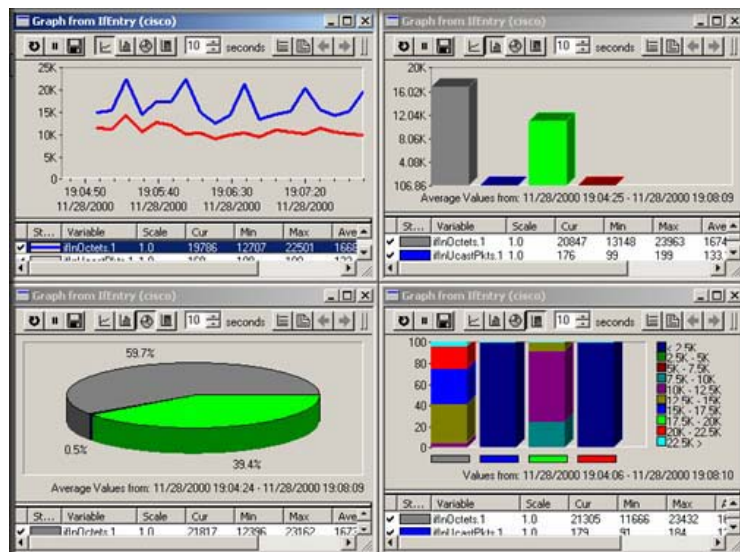 Graph from IfEntry (cisco)
10 seconds
25K
20K
15K
10K
5K
0
19:04:50 19:05:40 19:06:30 19:07:20
11/28/2000 11/28/2000 11/28/2000 11/28/2000
St... Variable Scale Cur Min Max Ave
ifInOctets.1 1.0 19786 12707 22501 1668
Graph from IfEntry (cisco)
10 seconds
20K
16.02K
12.04K
8.06K
4.08K
106.86
Average Values from: 11/28/2000 19:04:25 - 11/28/2000 19:08:09
St... Variable Scale Cur Min Max Ave
ifInOctets.1 1.0 20847 13148 23963 1674
ifInUcastPkts.1 1.0 176 99 199 133.
Graph from IfEntry (cisco)
10 seconds
59.7%
0.5%
39.4%
Average Values from: 11/28/2000 19:04:24 - 11/28/2000 19:08:09
St... Variable Scale Cur Min Max Ave
ifInOctets.1 1.0 21817 12396 23162
Graph from IfEntry (cisco)
10 seconds
100
80
60
40
20
0
< 2.5K
2.5K - 5K
5K - 7.5K
7.5K - 10K
10K - 12.5K
12.5K - 15K
15K - 17.5K
17.5K - 20K
20K - 22.5K
22.5K >
Values from: 11/28/2000 19:04:06 - 11/28/2000 19:08:10
St... Variable Scale Cur Min Max
ifInOctets.1 1.0 21305 11666 23432
ifInUcastPkts.1 1.0 179 91 184